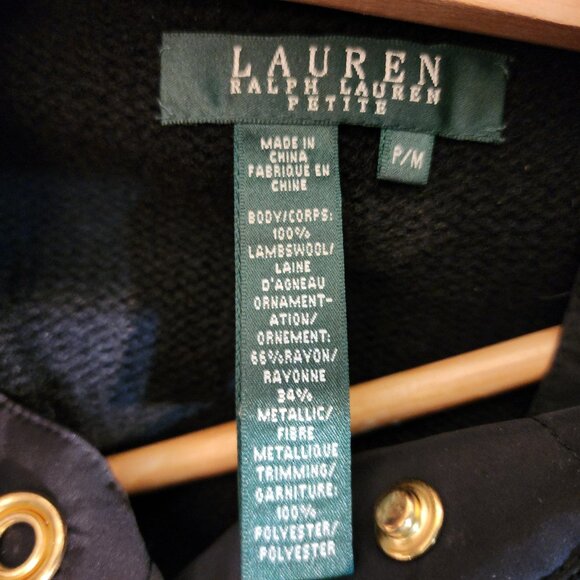 LAUREN
RALPH LAUREN
PETITE
P/M
MADE IN
CHINA
FABRIQUE EN
CHINE
BODY/CORPS:
100%
LAMBSWOOL/
LAINE
D'AGNEAU
ORNAMENT-
ATION/
ORNEMENT:
66%RAYON/
RAYONNE
34%
METALLIC/
FIBRE
METALLIQUE
TRIMMING/
GARNITURE:
100%
POLYESTER/
POLYESTER